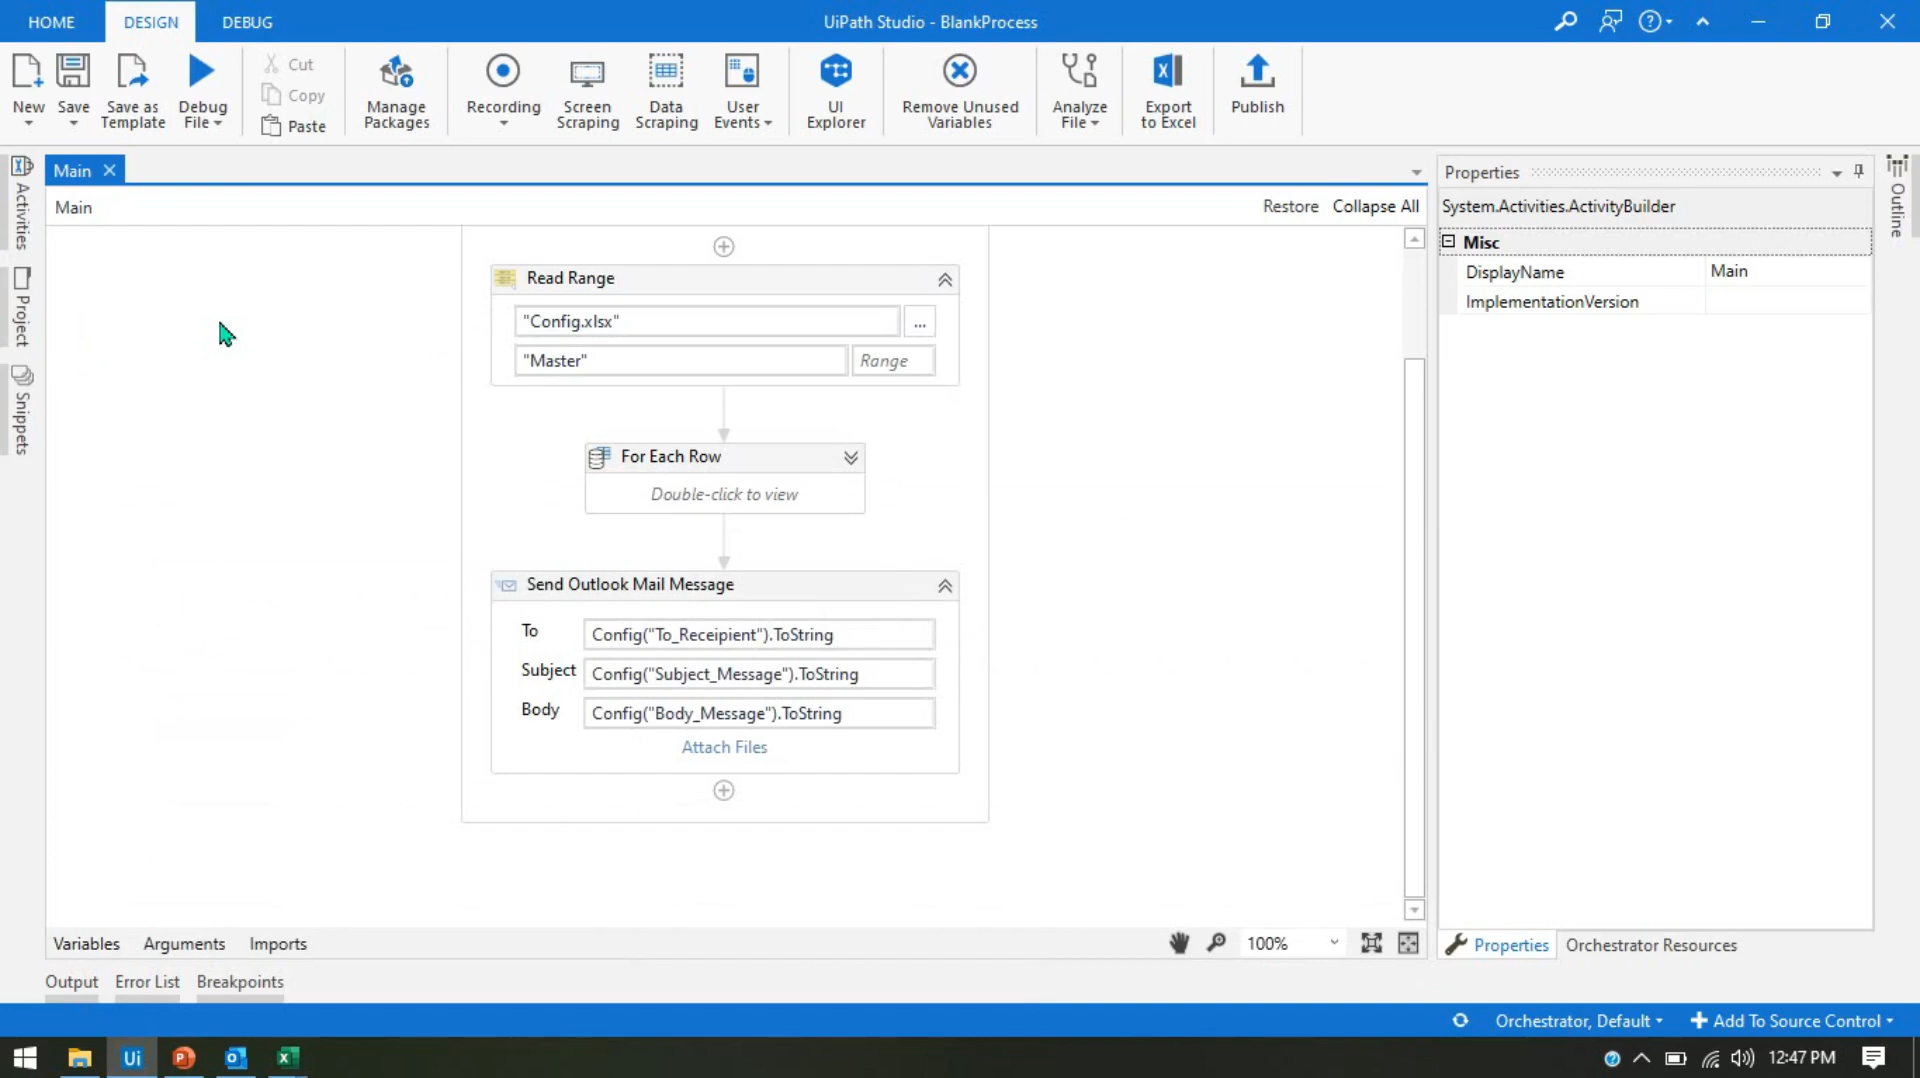 HOME DESIGN DEBUG UiPath Studio - BlankProcess
New Save Save as Template Debug File Cut Copy Paste Manage Packages Recording Screen Scraping Data Scraping User Events UI Explorer Remove Unused Variables Analyze File Export to Excel Publish
Activities
Project
Snippets
Main
Main Restore Collapse All
Read Range
"Config.xlsx" ...
"Master" Range
For Each Row
Double-click to view
Send Outlook Mail Message
To Config("To_Receipient").ToString
Subject Config("Subject_Message").ToString
Body Config("Body_Message").ToString
Attach Files
Variables Arguments Imports 100%
Output Error List Breakpoints
Properties
System.Activities.ActivityBuilder
Misc
DisplayName Main
ImplementationVersion
Properties Orchestrator Resources
Outline
Orchestrator, Default Add To Source Control
Ui 12:47 PM